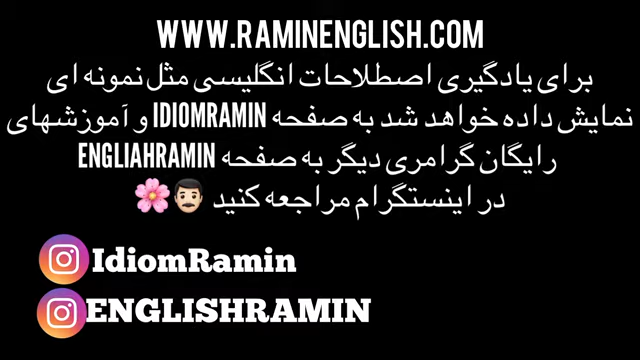 WWW.RAMINENGLISH.COM
برای یادگیری اصطلاحات انگلیسی مثل نمونه ای
نمایش داده خواهد شد به صفحه IDIOMRAMIN و آموزشهای
رایگان گرامری دیگر به صفحه ENGLIAHRAMIN
در اینستگرام مراجعه کنید 👨🏻🌸
IdiomRamin
ENGLISHRAMIN